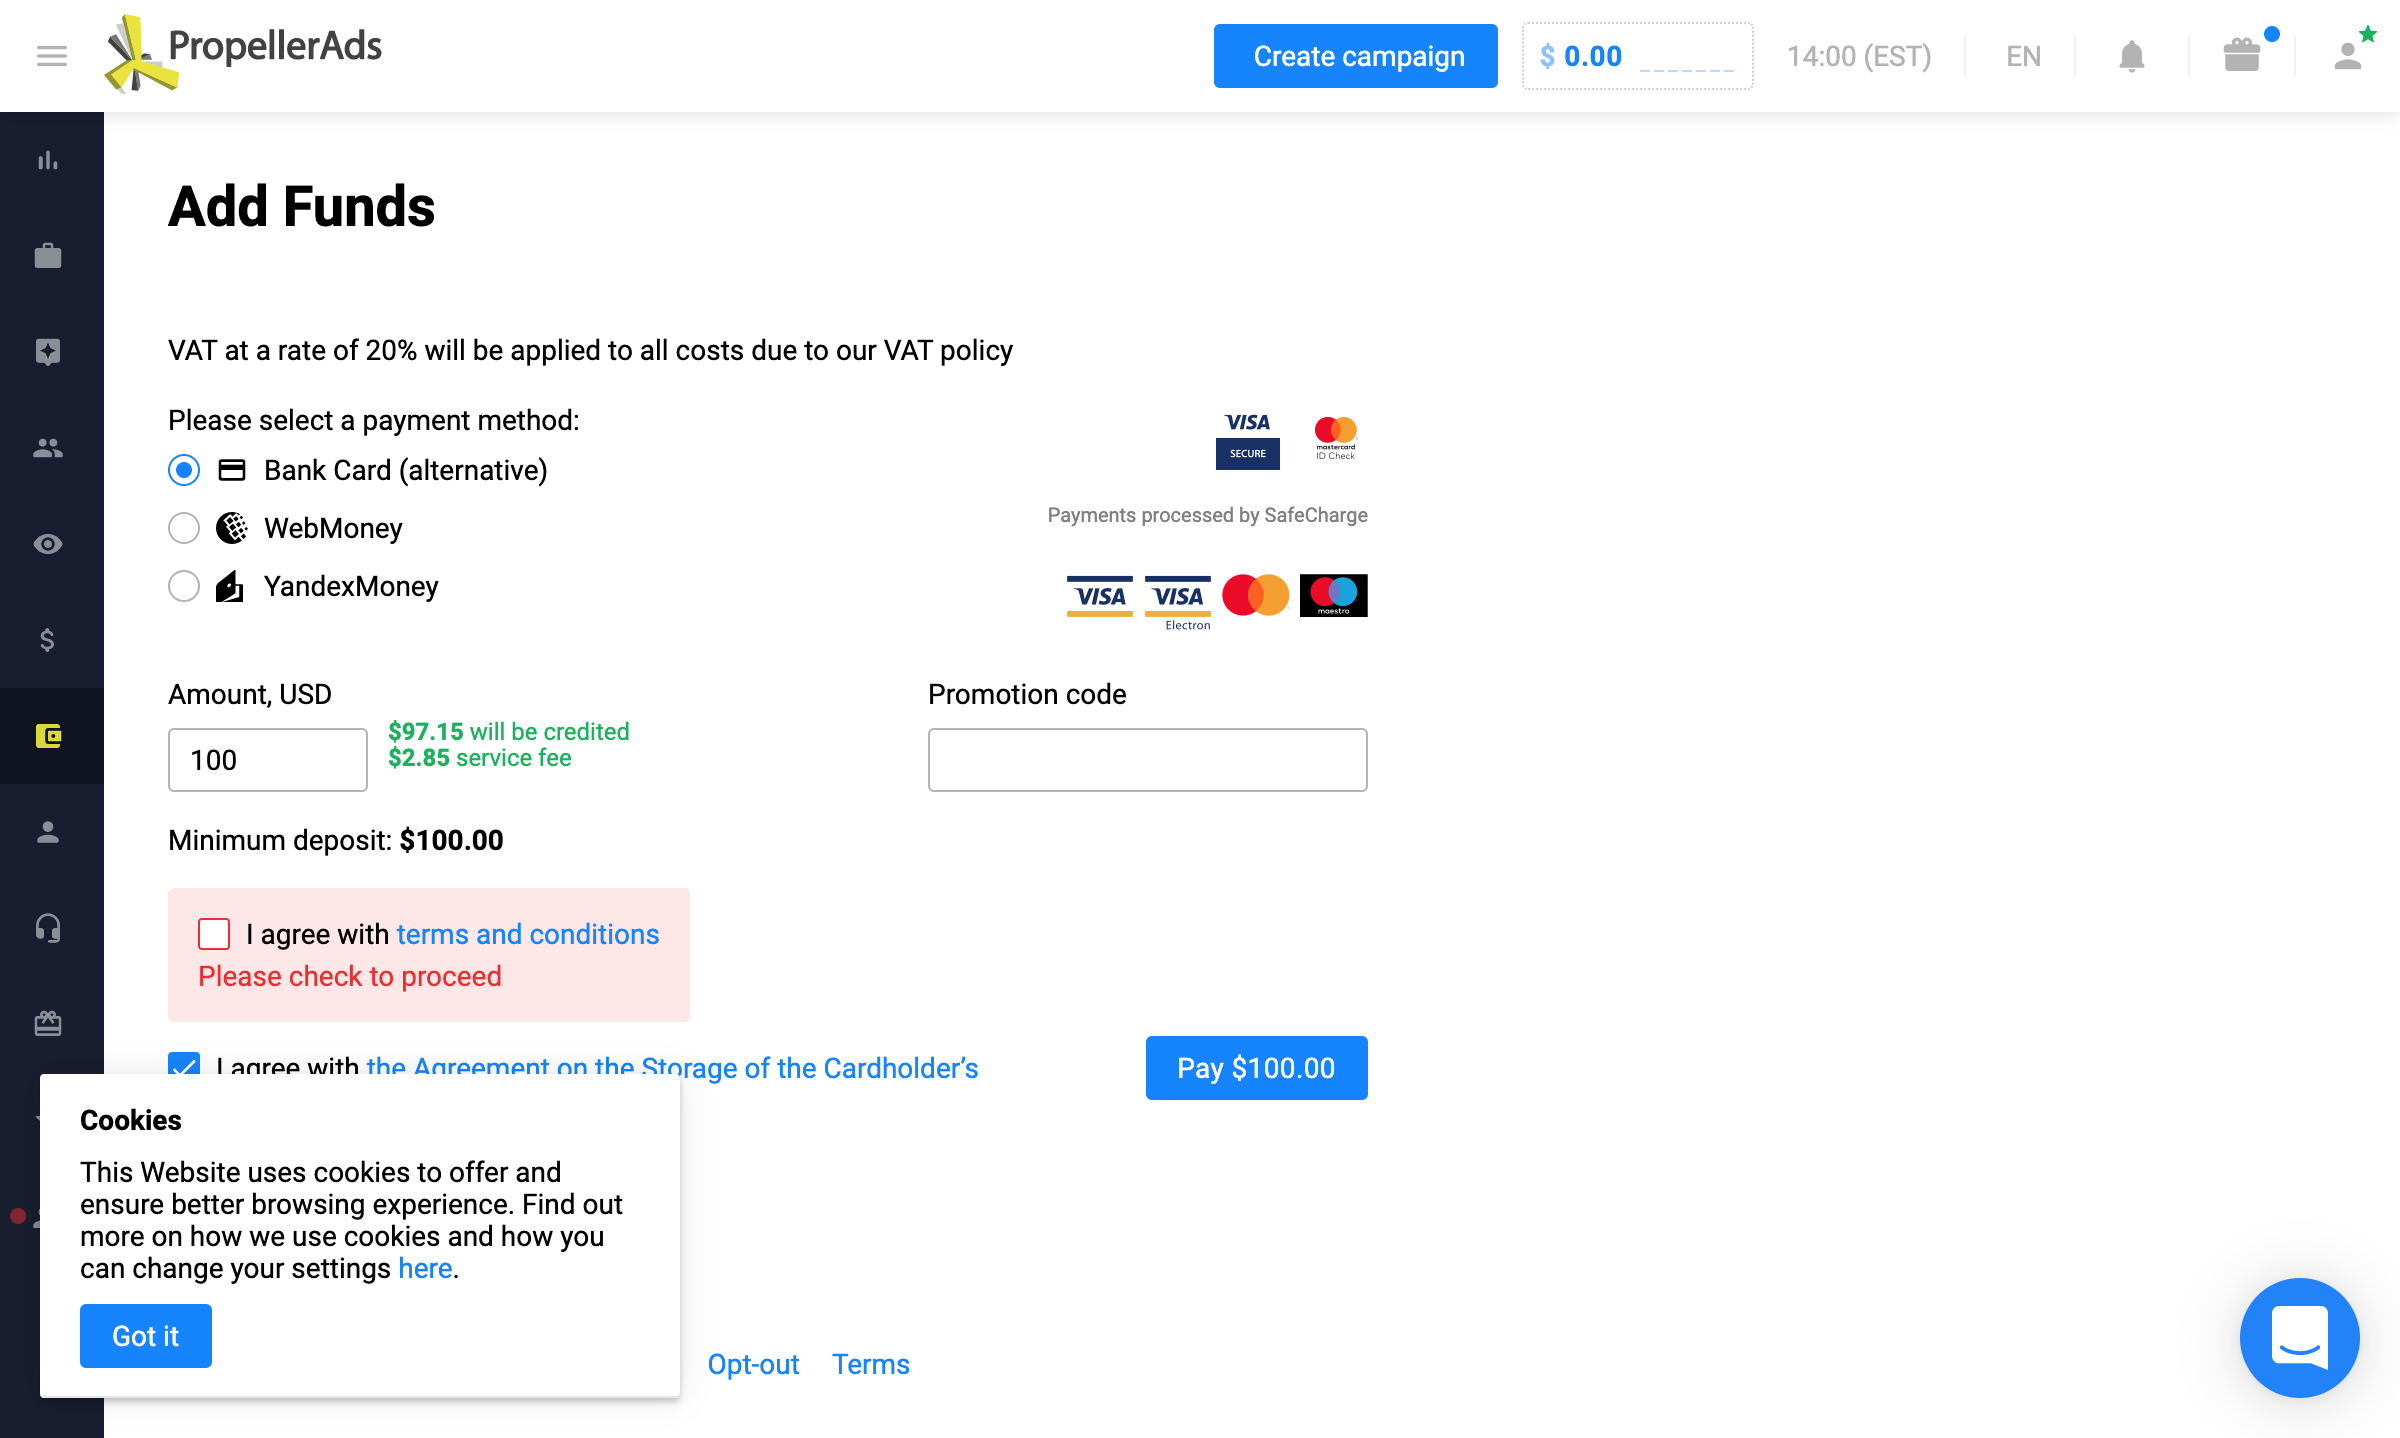 PropellerAds
Create campaign
$ 0.00
14:00 (EST)
EN
Add Funds
VAT at a rate of 20% will be applied to all costs due to our VAT policy
Please select a payment method:
Bank Card (alternative)
WebMoney
YandexMoney
VISA
SECURE
mastercard
ID Check
Payments processed by SafeCharge
VISA
VISA
Electron
maestro
Amount, USD
100
$97.15 will be credited
$2.85 service fee
Promotion code
Minimum deposit: $100.00
I agree with terms and conditions
Please check to proceed
I agree with the Agreement on the Storage of the Cardholder’s
Pay $100.00
Cookies
This Website uses cookies to offer and
ensure better browsing experience. Find out
more on how we use cookies and how you
can change your settings here.
Got it
Opt-out
Terms